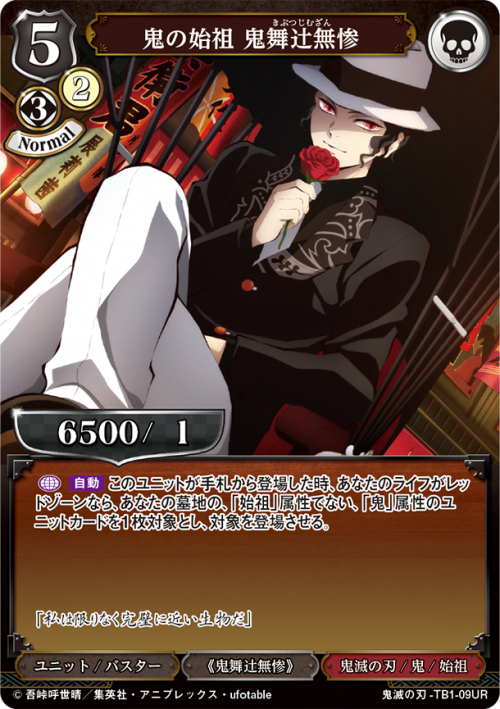 5
きぶつじむざん
鬼の始祖 鬼舞辻無惨
3
2
Normal
6500/ 1
自動 このユニットが手札から登場した時、あなたのライフがレッ
ドゾーンなら、あなたの墓地の、「始祖」属性でない、「鬼」属性のユ
ニットカードを1枚対象とし、対象を登場させる。
「私は限りなく完璧に近い生物だ」
ユニット / バスター
《鬼舞辻無惨》
鬼滅の刃 / 鬼 / 始祖
© 吾峠呼世晴/集英社・アニプレックス・ufotable
鬼滅の刃 -TB1-09UR